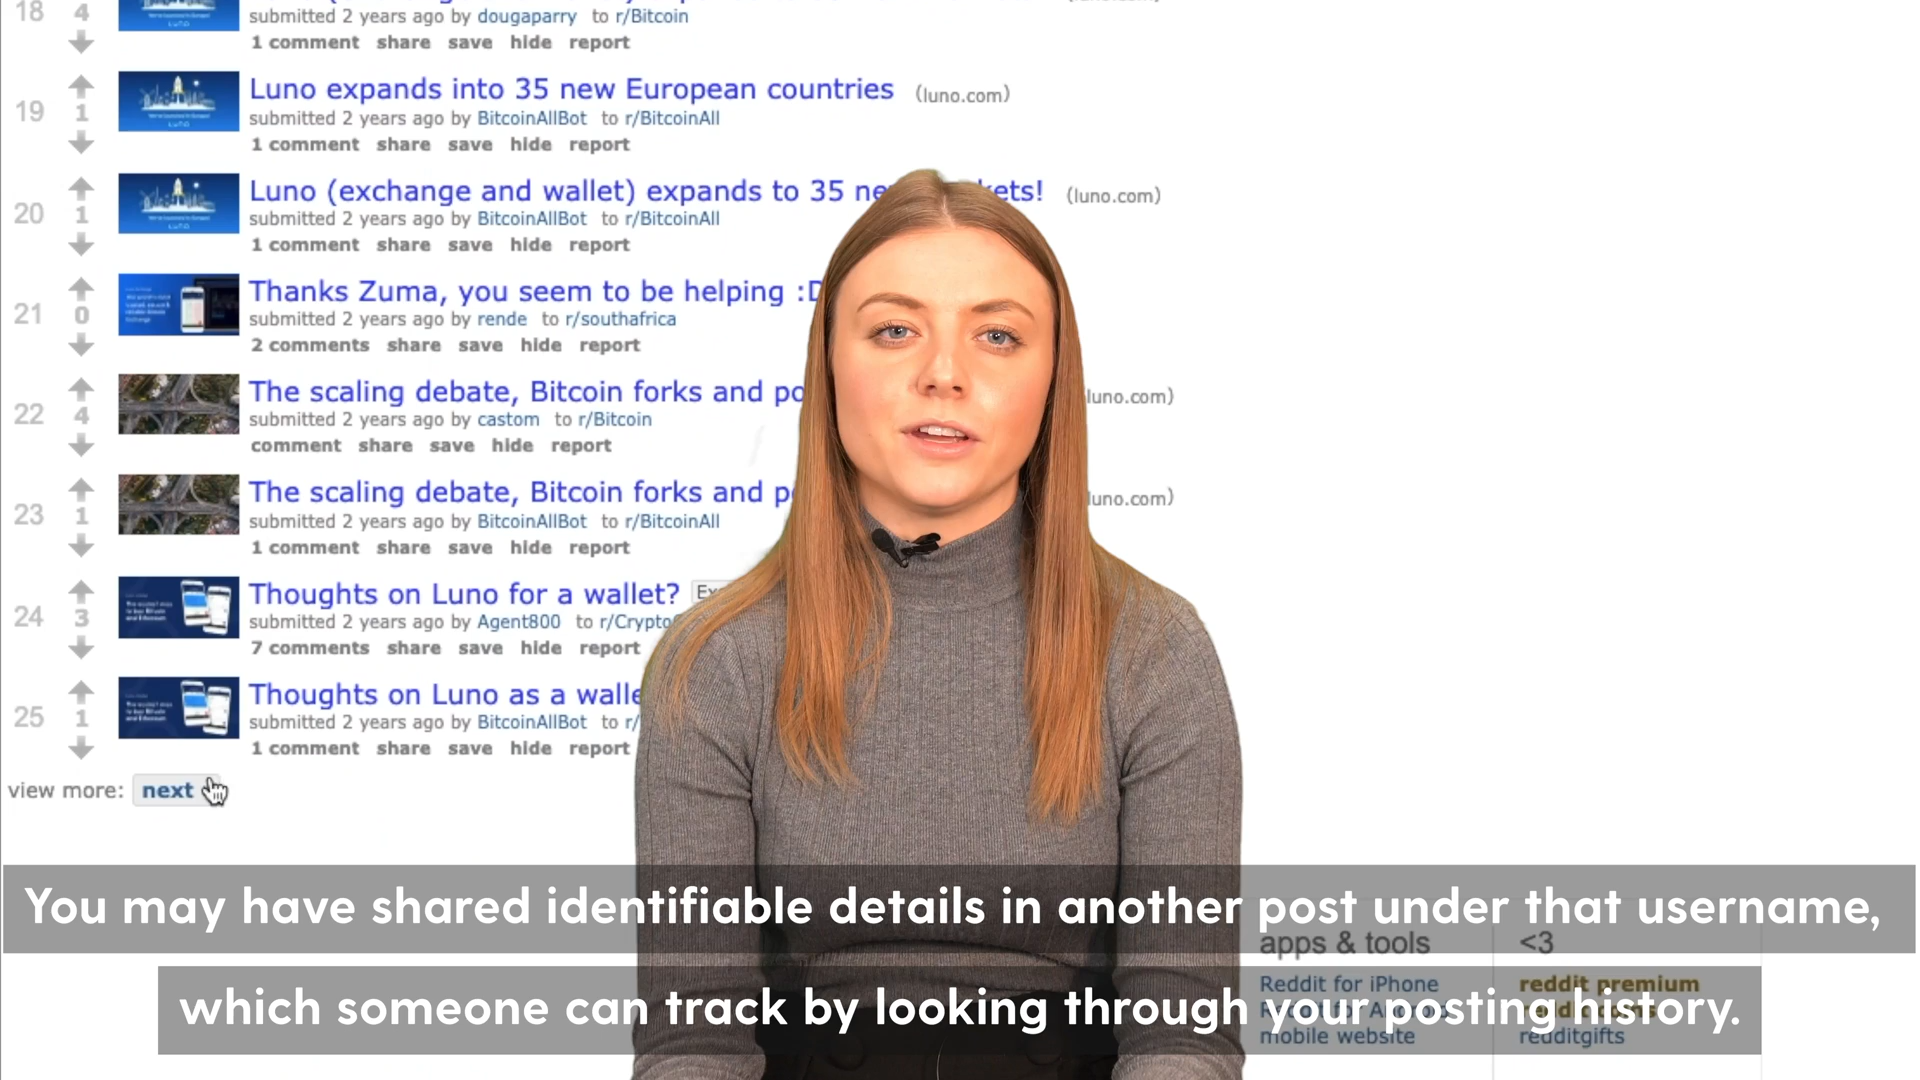 18 4
submitted 2 years ago by dougaparry to r/Bitcoin
1 comment share save hide report
Luno expands into 35 new European countries (luno.com)
19 1 submitted 2 years ago by BitcoinAllBot to r/BitcoinAll
1 comment share save hide report
LUNO
Luno (exchange and wallet) expands to 35 ne kets! (luno.com)
20 1 submitted 2 years ago by BitcoinAllBot to r/BitcoinAll
1 comment share save hide report
LUNO
Thanks Zuma, you seem to be helping :D
21 0 submitted 2 years ago by rende to r/southafrica
2 comments share save hide report
The scaling debate, Bitcoin forks and po luno.com)
22 4 submitted 2 years ago by castom to r/Bitcoin
comment share save hide report
The scaling debate, Bitcoin forks and p luno.com)
23 1 submitted 2 years ago by BitcoinAllBot to r/BitcoinAll
1 comment share save hide report
Thoughts on Luno for a wallet? Ex
24 3 submitted 2 years ago by Agent800 to r/Crypto
7 comments share save hide report
Thoughts on Luno as a walle
25 1 submitted 2 years ago by BitcoinAllBot to r/
1 comment share save hide report
view more: next
You may have shared identifiable details in another post under that username,
apps & tools <3
Reddit for iPhone reddit premium
which someone can track by looking through your posting history.
mobile website redditgifts